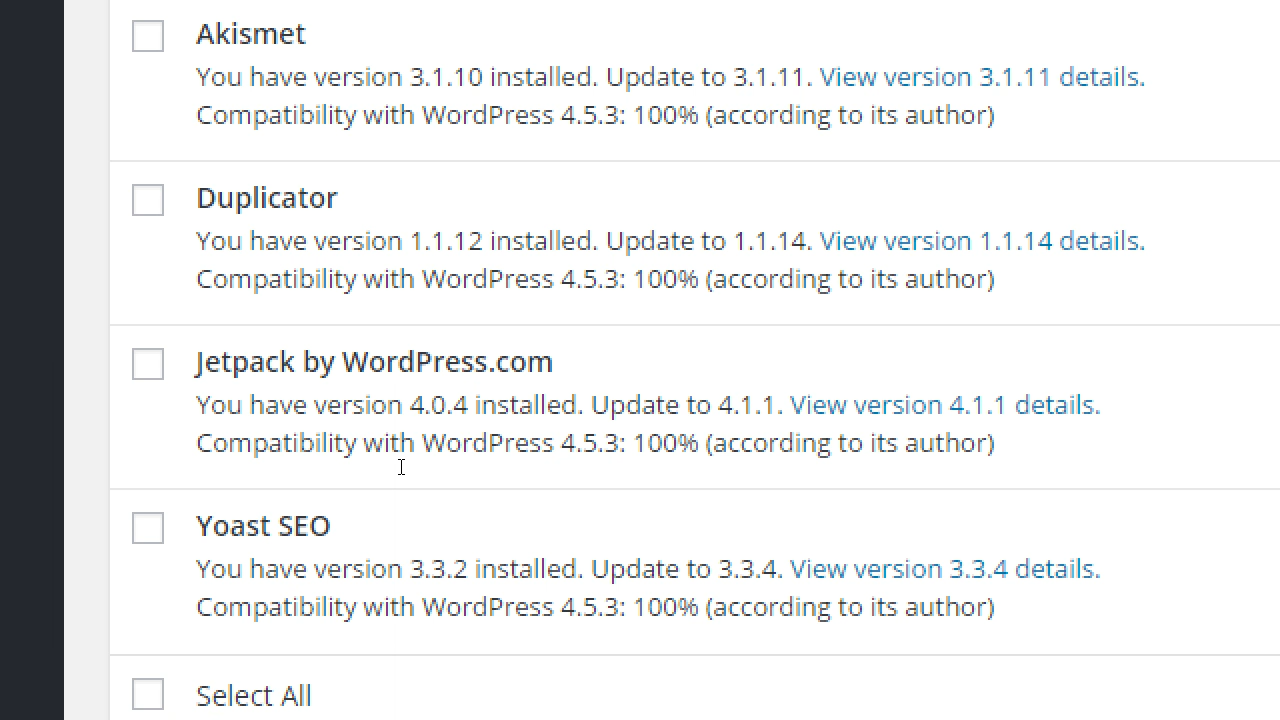 Akismet
You have version 3.1.10 installed. Update to 3.1.11. View version 3.1.11 details.
Compatibility with WordPress 4.5.3: 100% (according to its author)
Duplicator
You have version 1.1.12 installed. Update to 1.1.14. View version 1.1.14 details.
Compatibility with WordPress 4.5.3: 100% (according to its author)
Jetpack by WordPress.com
You have version 4.0.4 installed. Update to 4.1.1. View version 4.1.1 details.
Compatibility with WordPress 4.5.3: 100% (according to its author)
Yoast SEO
You have version 3.3.2 installed. Update to 3.3.4. View version 3.3.4 details.
Compatibility with WordPress 4.5.3: 100% (according to its author)
Select All